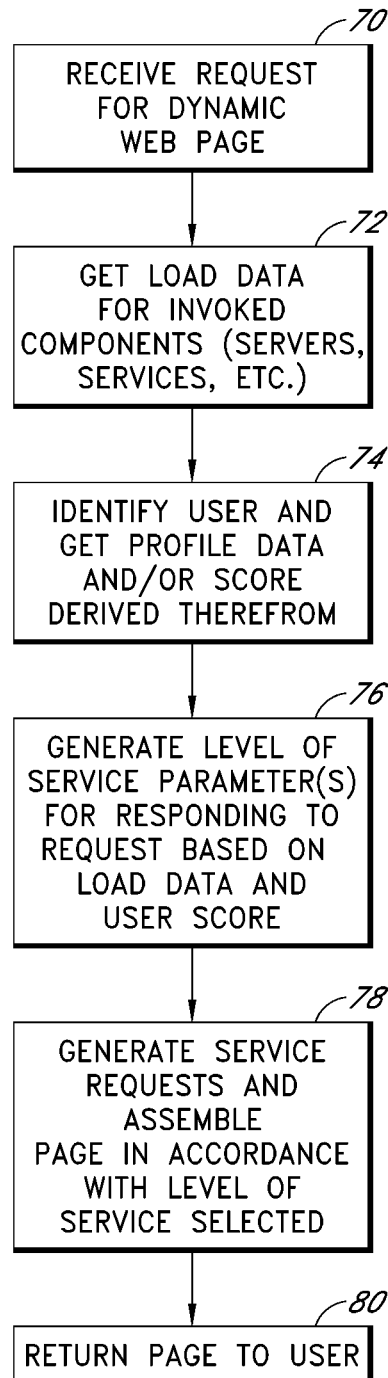 70
RECEIVE REQUEST
FOR DYNAMIC
WEB PAGE
72
GET LOAD DATA
FOR INVOKED
COMPONENTS (SERVERS,
SERVICES, ETC.)
74
IDENTIFY USER AND
GET PROFILE DATA
AND/OR SCORE
DERIVED THEREFROM
76
GENERATE LEVEL OF
SERVICE PARAMETER(S)
FOR RESPONDING TO
REQUEST BASED ON
LOAD DATA AND
USER SCORE
78
GENERATE SERVICE
REQUESTS AND
ASSEMBLE
PAGE IN ACCORDANCE
WITH LEVEL OF
SERVICE SELECTED
80
RETURN PAGE TO USER